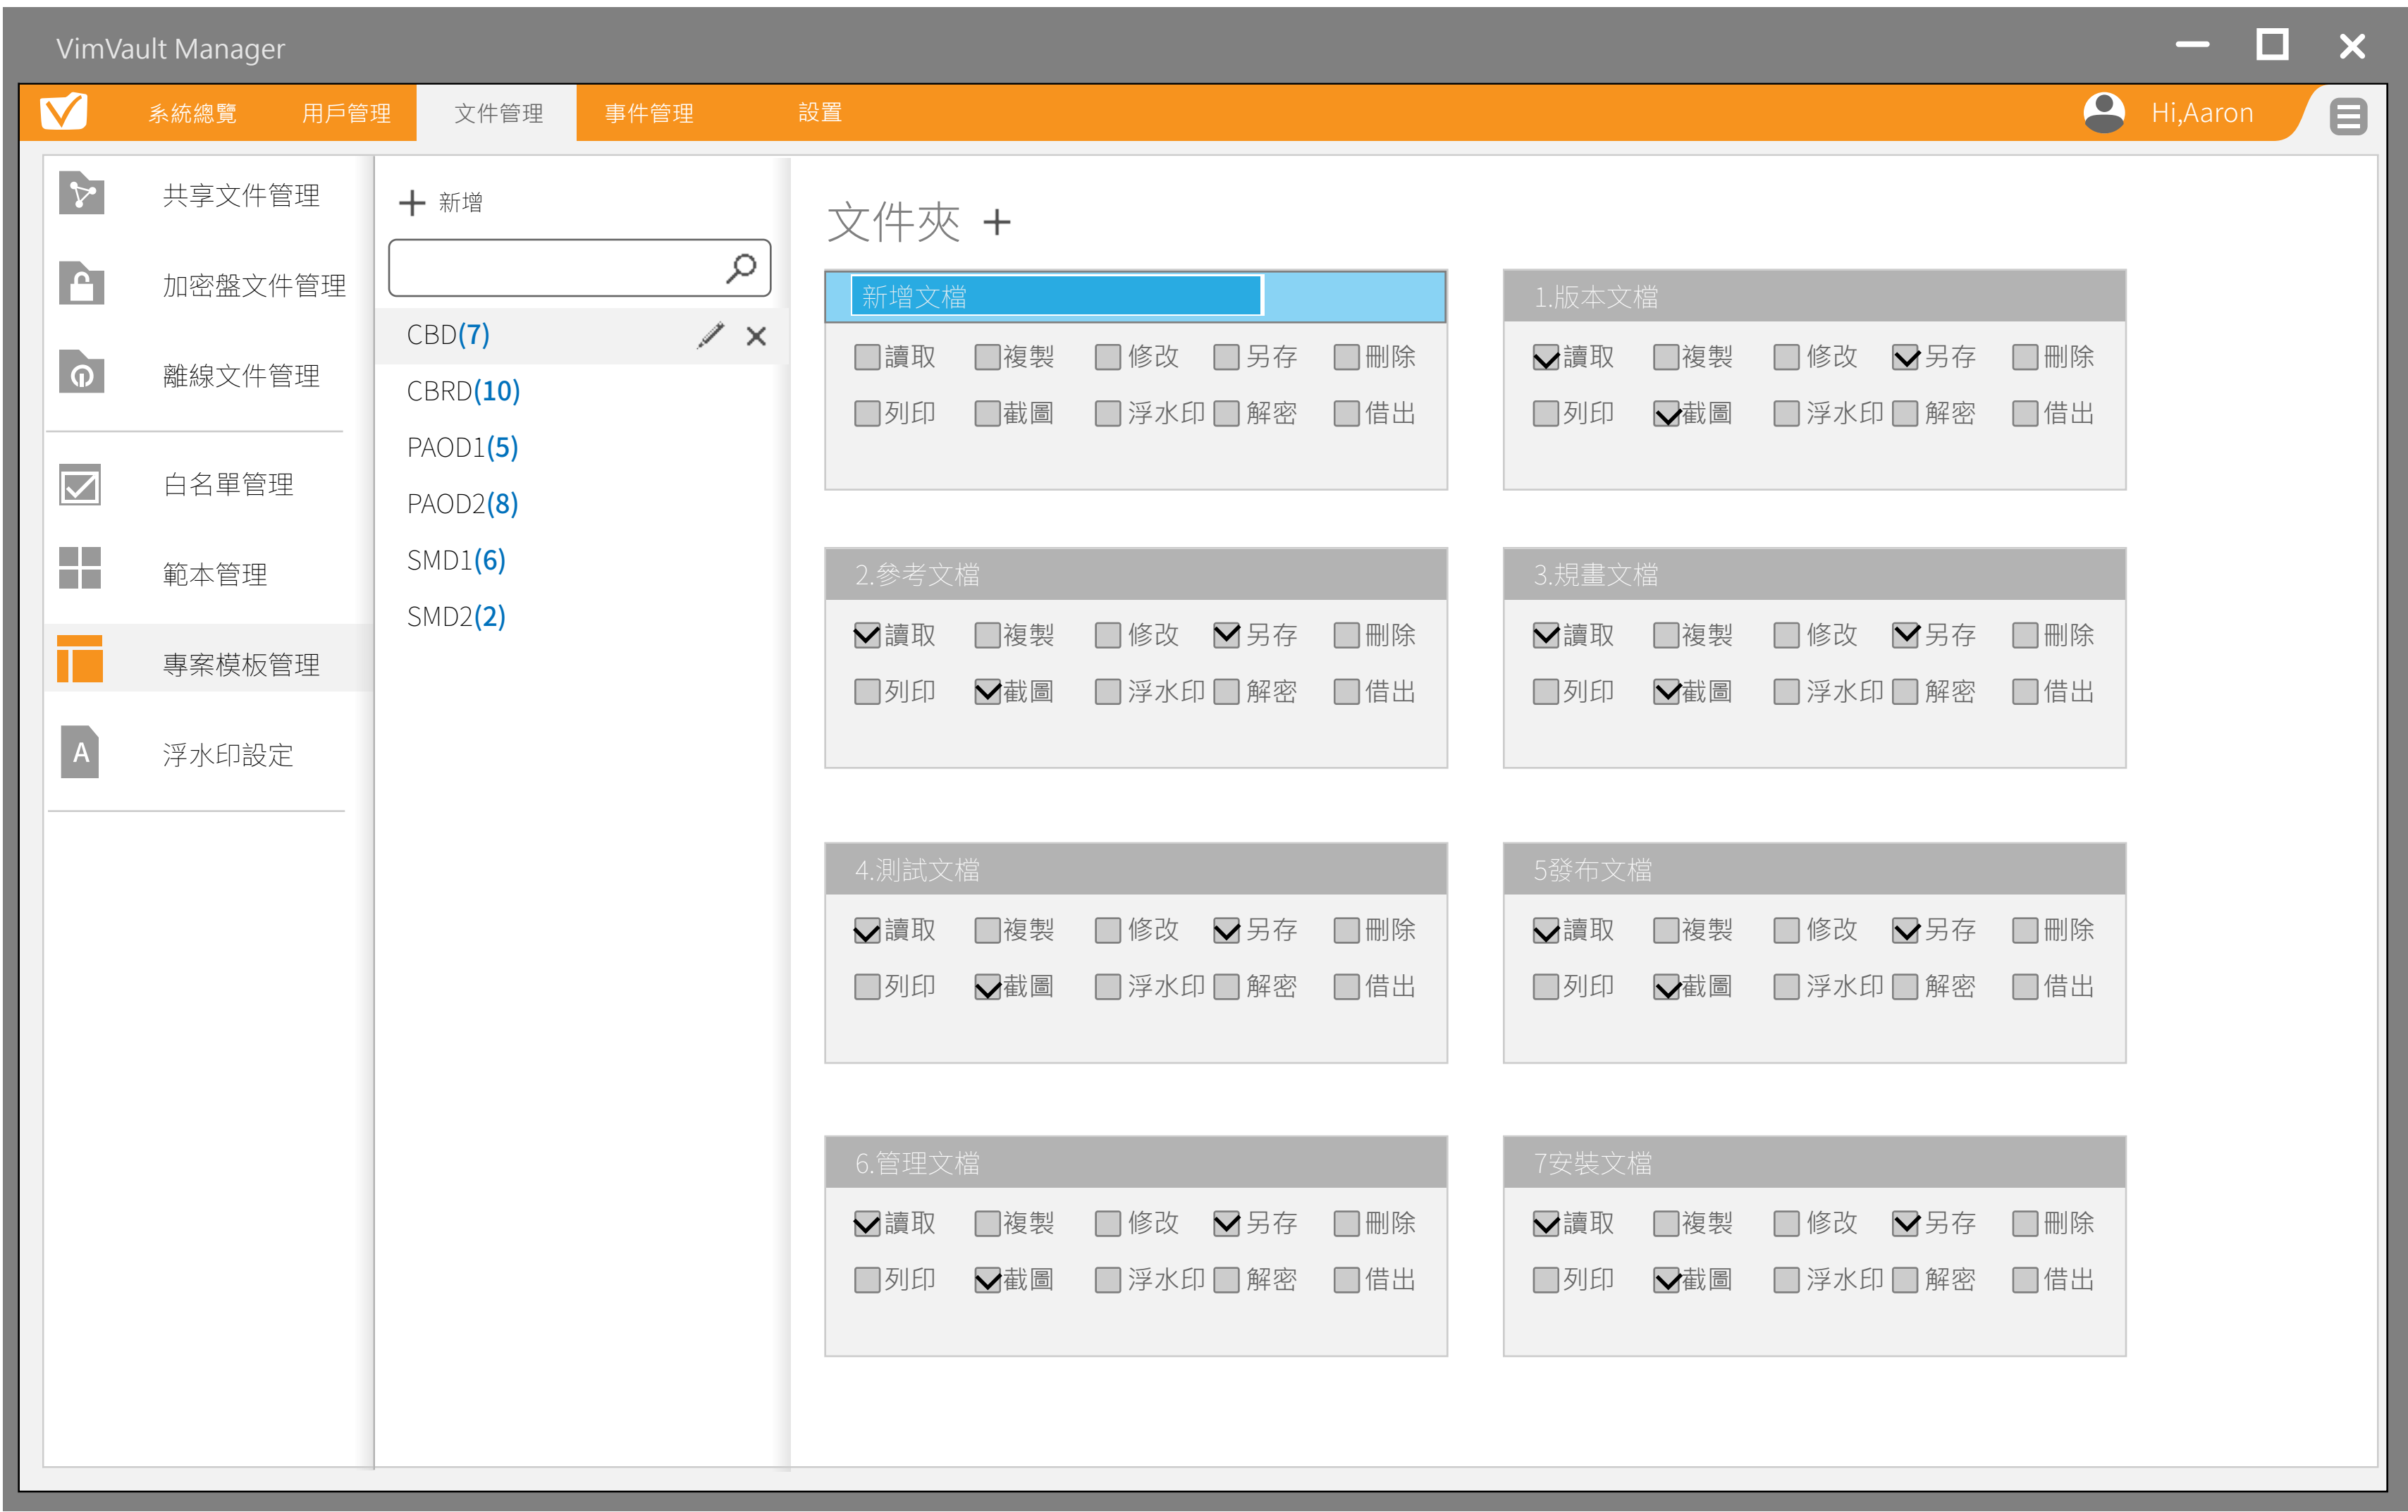 VimVault Manager
系統總覽 用戶管理 文件管理 事件管理 設置 Hi,Aaron
共享文件管理
加密盤文件管理
離線文件管理
白名單管理
範本管理
專案模板管理
A 浮水印設定
新增
CBD(7)
CBRD(10)
PAOD1(5)
PAOD2(8)
SMD1(6)
SMD2(2)
文件夾
新增文檔
讀取 複製 修改 另存 刪除
列印 截圖 浮水印 解密 借出
1.版本文檔
讀取 複製 修改 另存 刪除
列印 截圖 浮水印 解密 借出
2.參考文檔
讀取 複製 修改 另存 刪除
列印 截圖 浮水印 解密 借出
3.規畫文檔
讀取 複製 修改 另存 刪除
列印 截圖 浮水印 解密 借出
4.測試文檔
讀取 複製 修改 另存 刪除
列印 截圖 浮水印 解密 借出
5發布文檔
讀取 複製 修改 另存 刪除
列印 截圖 浮水印 解密 借出
6.管理文檔
讀取 複製 修改 另存 刪除
列印 截圖 浮水印 解密 借出
7安裝文檔
讀取 複製 修改 另存 刪除
列印 截圖 浮水印 解密 借出